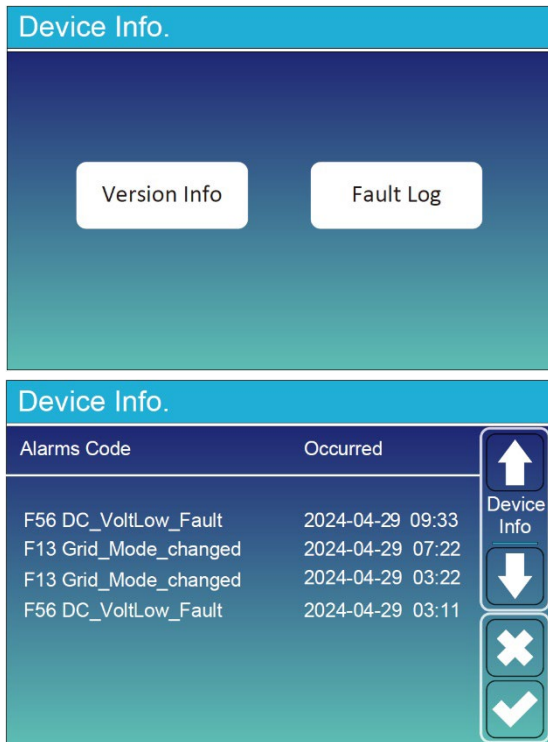 Device Info.
Version Info
Fault Log
Device Info.
Alarms Code Occurred
F56 DC_VoltLow_Fault 2024-04-29 09:33
F13 Grid_Mode_changed 2024-04-29 07:22
F13 Grid_Mode_changed 2024-04-29 03:22
F56 DC_VoltLow_Fault 2024-04-29 03:11
Device
Info